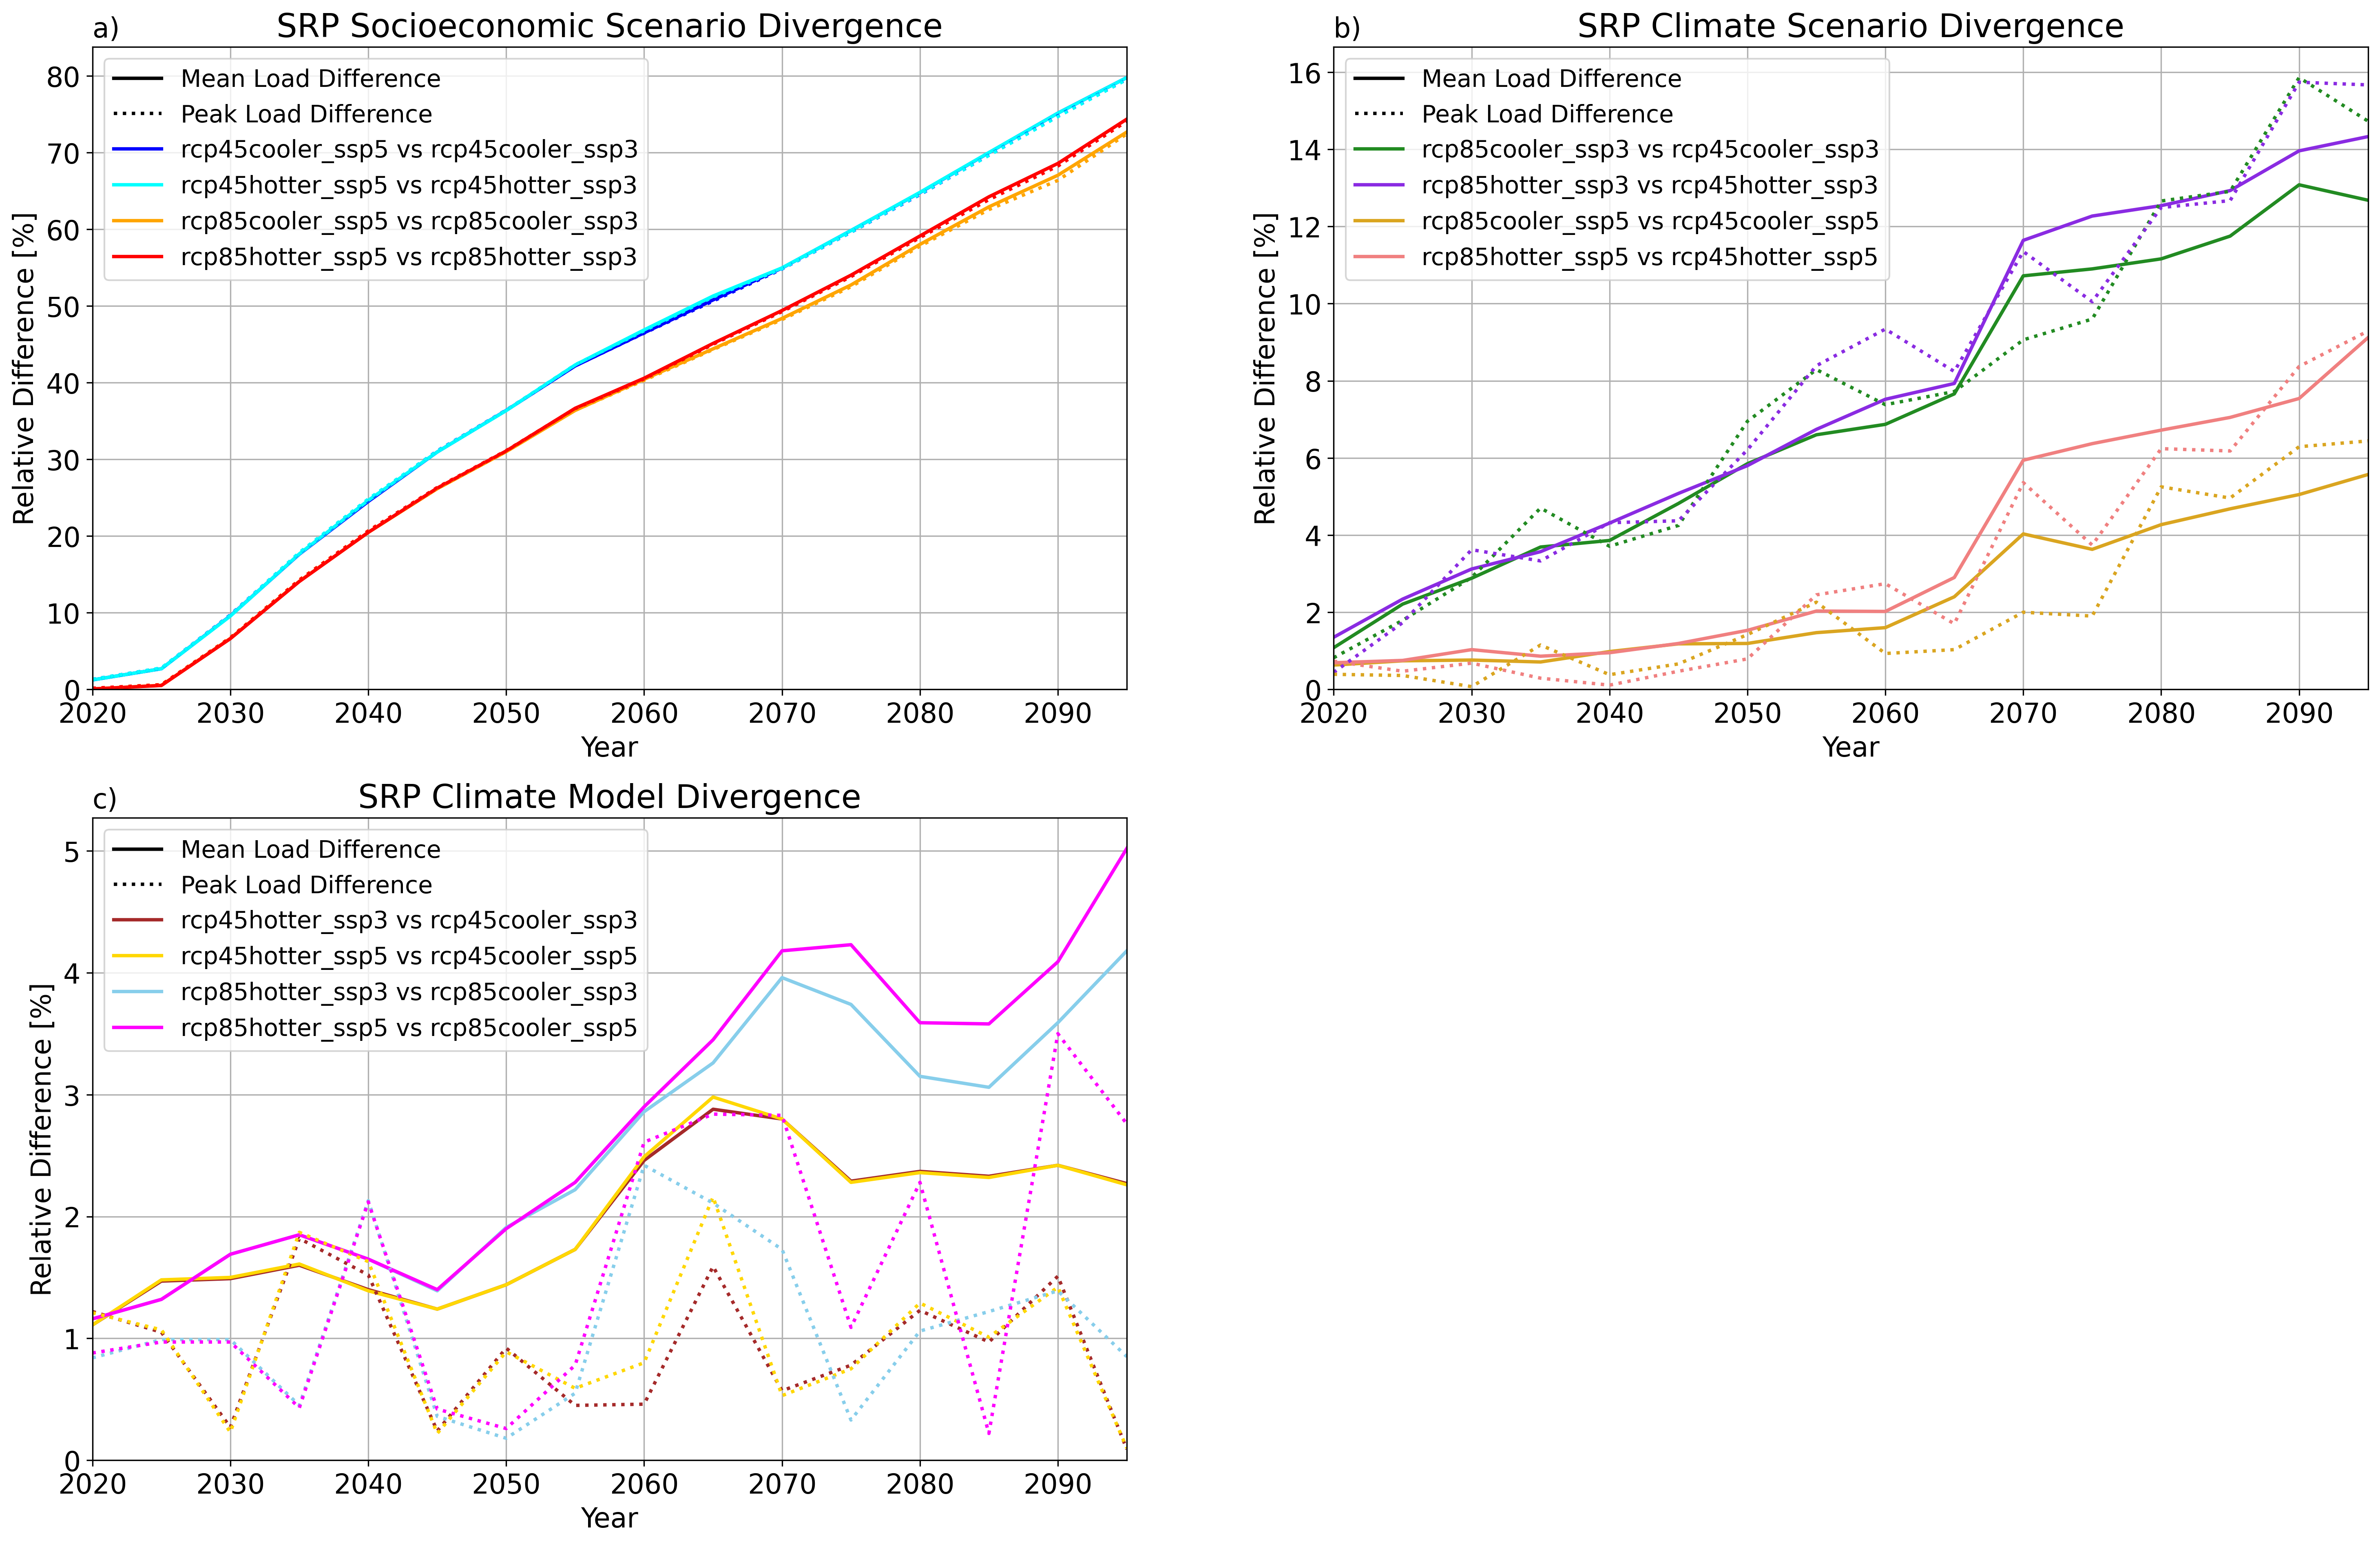 a)
SRP Socioeconomic Scenario Divergence
Relative Difference [%]
80
70
60
50
40
30
20
10
0
Mean Load Difference
Peak Load Difference
rcp45cooler_ssp5 vs rcp45cooler_ssp3
rcp45hotter_ssp5 vs rcp45hotter_ssp3
rcp85cooler_ssp5 vs rcp85cooler_ssp3
rcp85hotter_ssp5 vs rcp85hotter_ssp3
2020 2030 2040 2050 2060 2070 2080 2090
Year
b)
SRP Climate Scenario Divergence
Relative Difference [%]
16
14
12
10
8
6
4
2
0
Mean Load Difference
Peak Load Difference
rcp85cooler_ssp3 vs rcp45cooler_ssp3
rcp85hotter_ssp3 vs rcp45hotter_ssp3
rcp85cooler_ssp5 vs rcp45cooler_ssp5
rcp85hotter_ssp5 vs rcp45hotter_ssp5
2020 2030 2040 2050 2060 2070 2080 2090
Year
c)
SRP Climate Model Divergence
Relative Difference [%]
5
4
3
2
1
0
Mean Load Difference
Peak Load Difference
rcp45hotter_ssp3 vs rcp45cooler_ssp3
rcp45hotter_ssp5 vs rcp45cooler_ssp5
rcp85hotter_ssp3 vs rcp85cooler_ssp3
rcp85hotter_ssp5 vs rcp85cooler_ssp5
2020 2030 2040 2050 2060 2070 2080 2090
Year